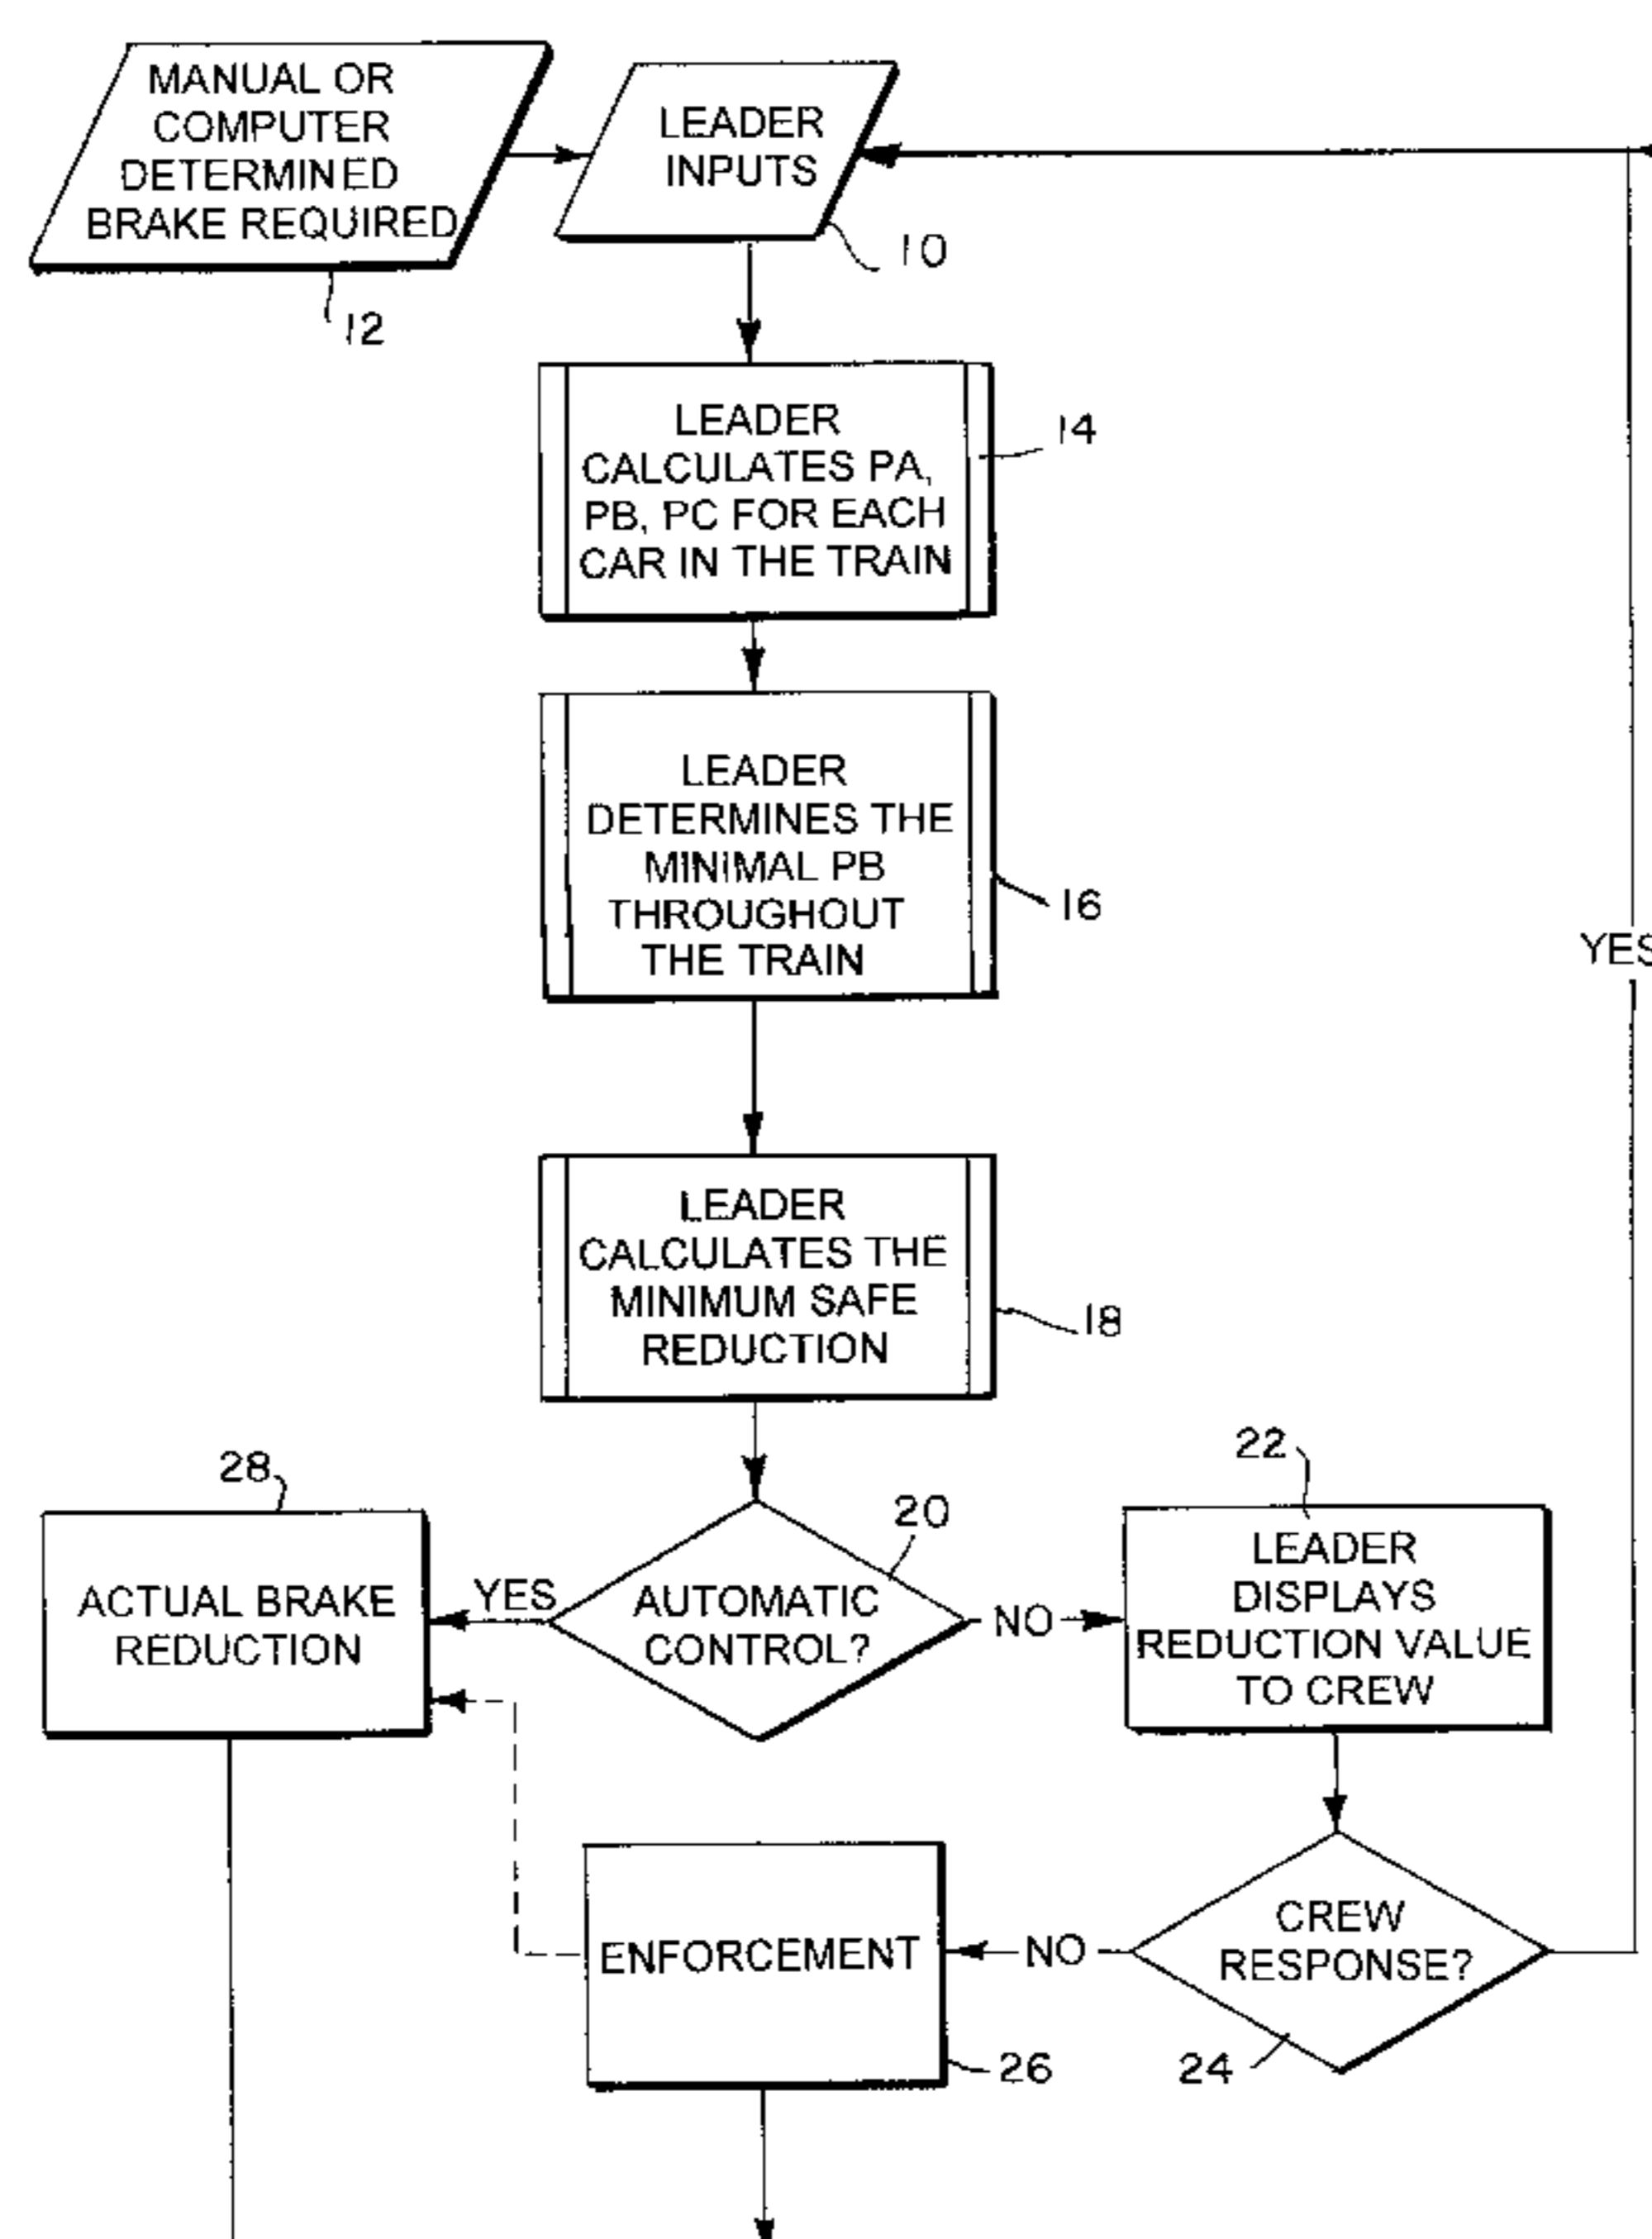 MANUAL OR
COMPUTER
DETERMINED
BRAKE REQUIRED
12
LEADER
INPUTS
10
LEADER
CALCULATES PA,
PB, PC FOR EACH
CAR IN THE TRAIN
14
LEADER
DETERMINES THE
MINIMAL PB
THROUGHOUT
THE TRAIN
16
YES
LEADER
CALCULATES THE
MINIMUM SAFE
REDUCTION
18
28
ACTUAL BRAKE
REDUCTION
YES
20
AUTOMATIC
CONTROL?
NO
22
LEADER
DISPLAYS
REDUCTION VALUE
TO CREW
ENFORCEMENT
26
NO
CREW
RESPONSE?
24